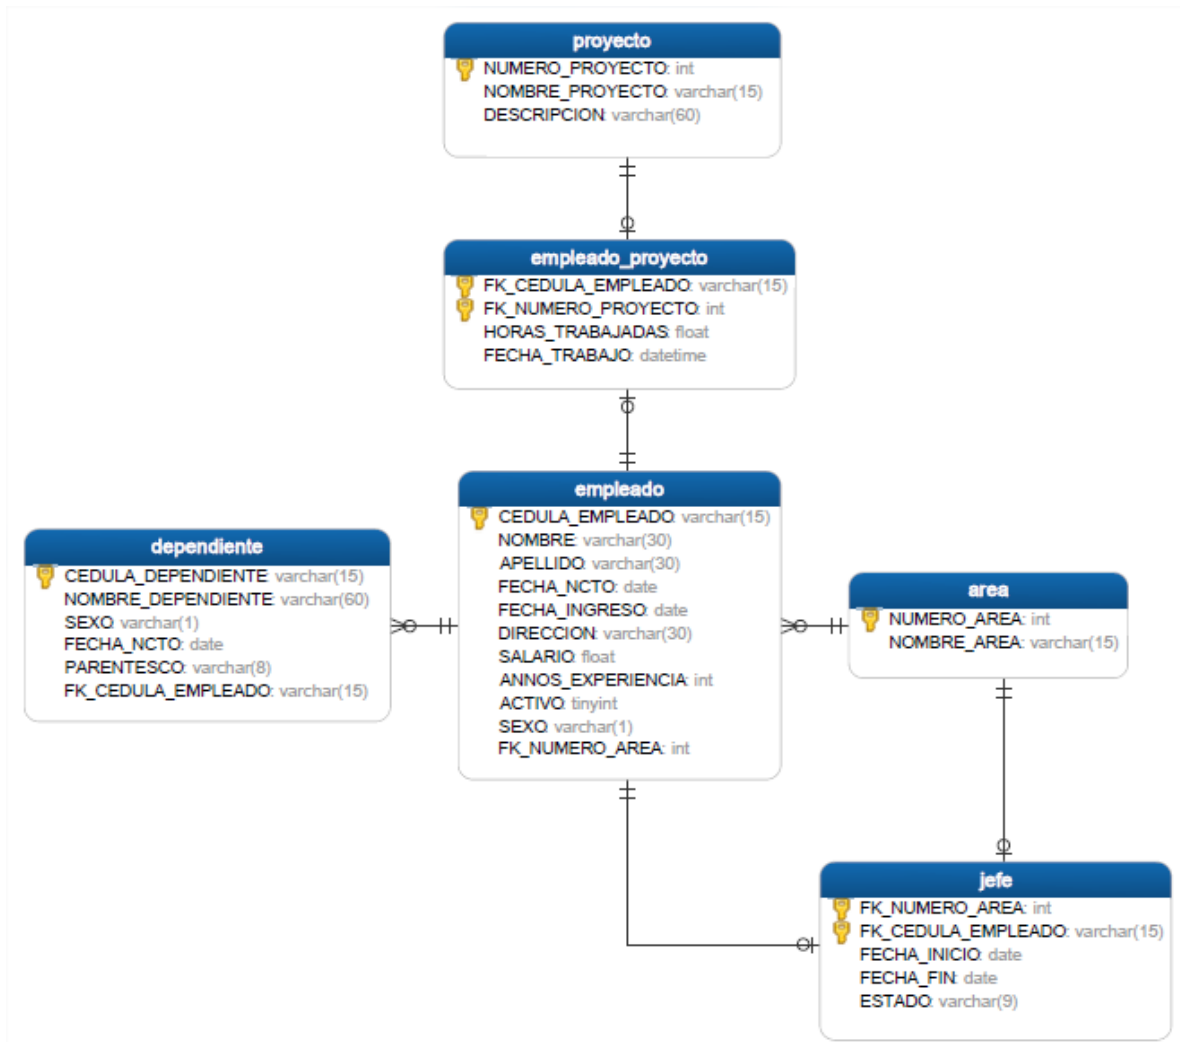 proyecto
NUMERO_PROYECTO: int
NOMBRE_PROYECTO: varchar(15)
DESCRIPCION: varchar(60)
empleado_proyecto
FK_CEDULA_EMPLEADO: varchar(15)
FK_NUMERO_PROYECTO: int
HORAS_TRABAJADAS: float
FECHA_TRABAJO: datetime
empleado
CEDULA_EMPLEADO: varchar(15)
NOMBRE: varchar(30)
APELLIDO: varchar(30)
FECHA_NCTO: date
FECHA_INGRESO: date
DIRECCION: varchar(30)
SALARIO: float
ANNOS_EXPERIENCIA: int
ACTIVO: tinyint
SEXO: varchar(1)
FK_NUMERO_AREA: int
dependiente
CEDULA_DEPENDIENTE: varchar(15)
NOMBRE_DEPENDIENTE: varchar(60)
SEXO: varchar(1)
FECHA_NCTO: date
PARENTESCO: varchar(8)
FK_CEDULA_EMPLEADO: varchar(15)
area
NUMERO_AREA: int
NOMBRE_AREA: varchar(15)
jefe
FK_NUMERO_AREA: int
FK_CEDULA_EMPLEADO: varchar(15)
FECHA_INICIO: date
FECHA_FIN: date
ESTADO: varchar(9)